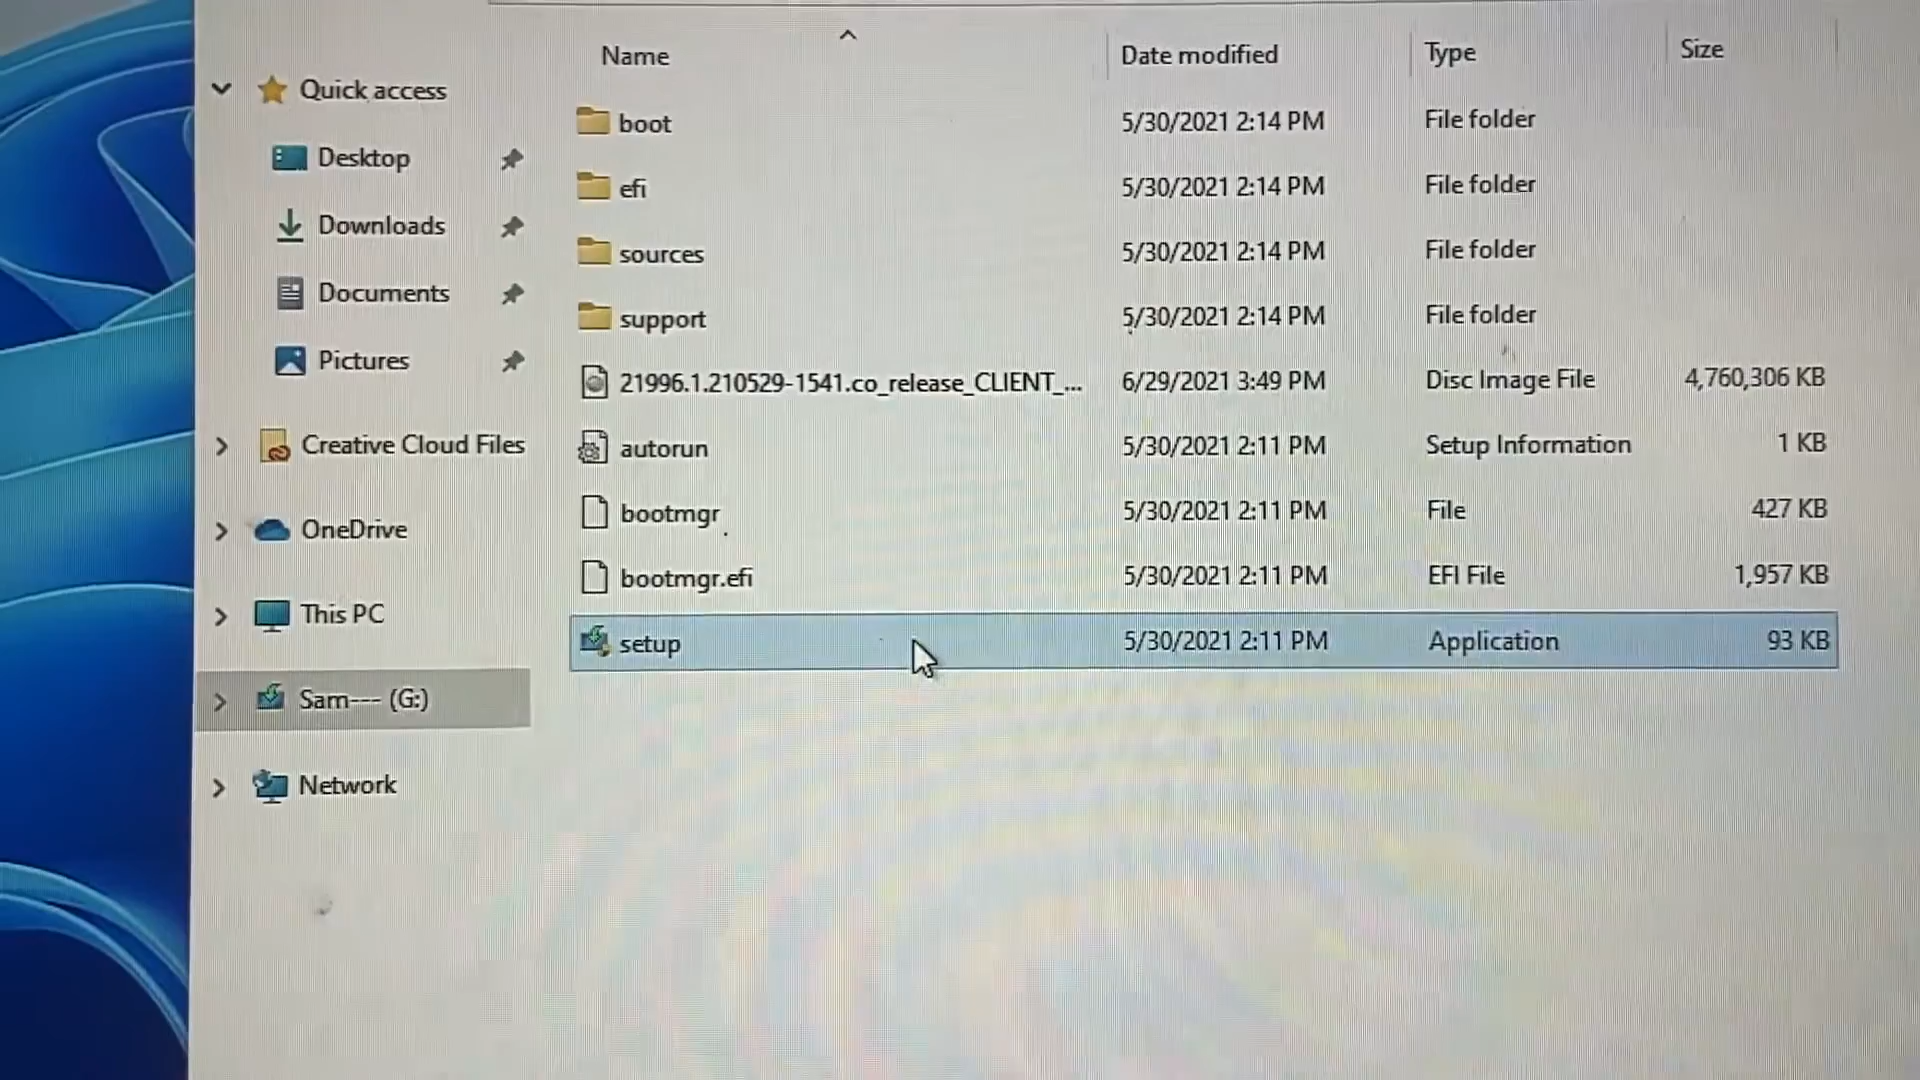 Name Date modified Type Size
Quick access
Desktop
Downloads
Documents
Pictures
Creative Cloud Files
OneDrive
This PC
Sam--- (G:)
Network
boot 5/30/2021 2:14 PM File folder
efi 5/30/2021 2:14 PM File folder
sources 5/30/2021 2:14 PM File folder
support 5/30/2021 2:14 PM File folder
21996.1.210529-1541.co_release_CLIENT_... 6/29/2021 3:49 PM Disc Image File 4,760,306 KB
autorun 5/30/2021 2:11 PM Setup Information 1 KB
bootmgr 5/30/2021 2:11 PM File 427 KB
bootmgr.efi 5/30/2021 2:11 PM EFI File 1,957 KB
setup 5/30/2021 2:11 PM Application 93 KB